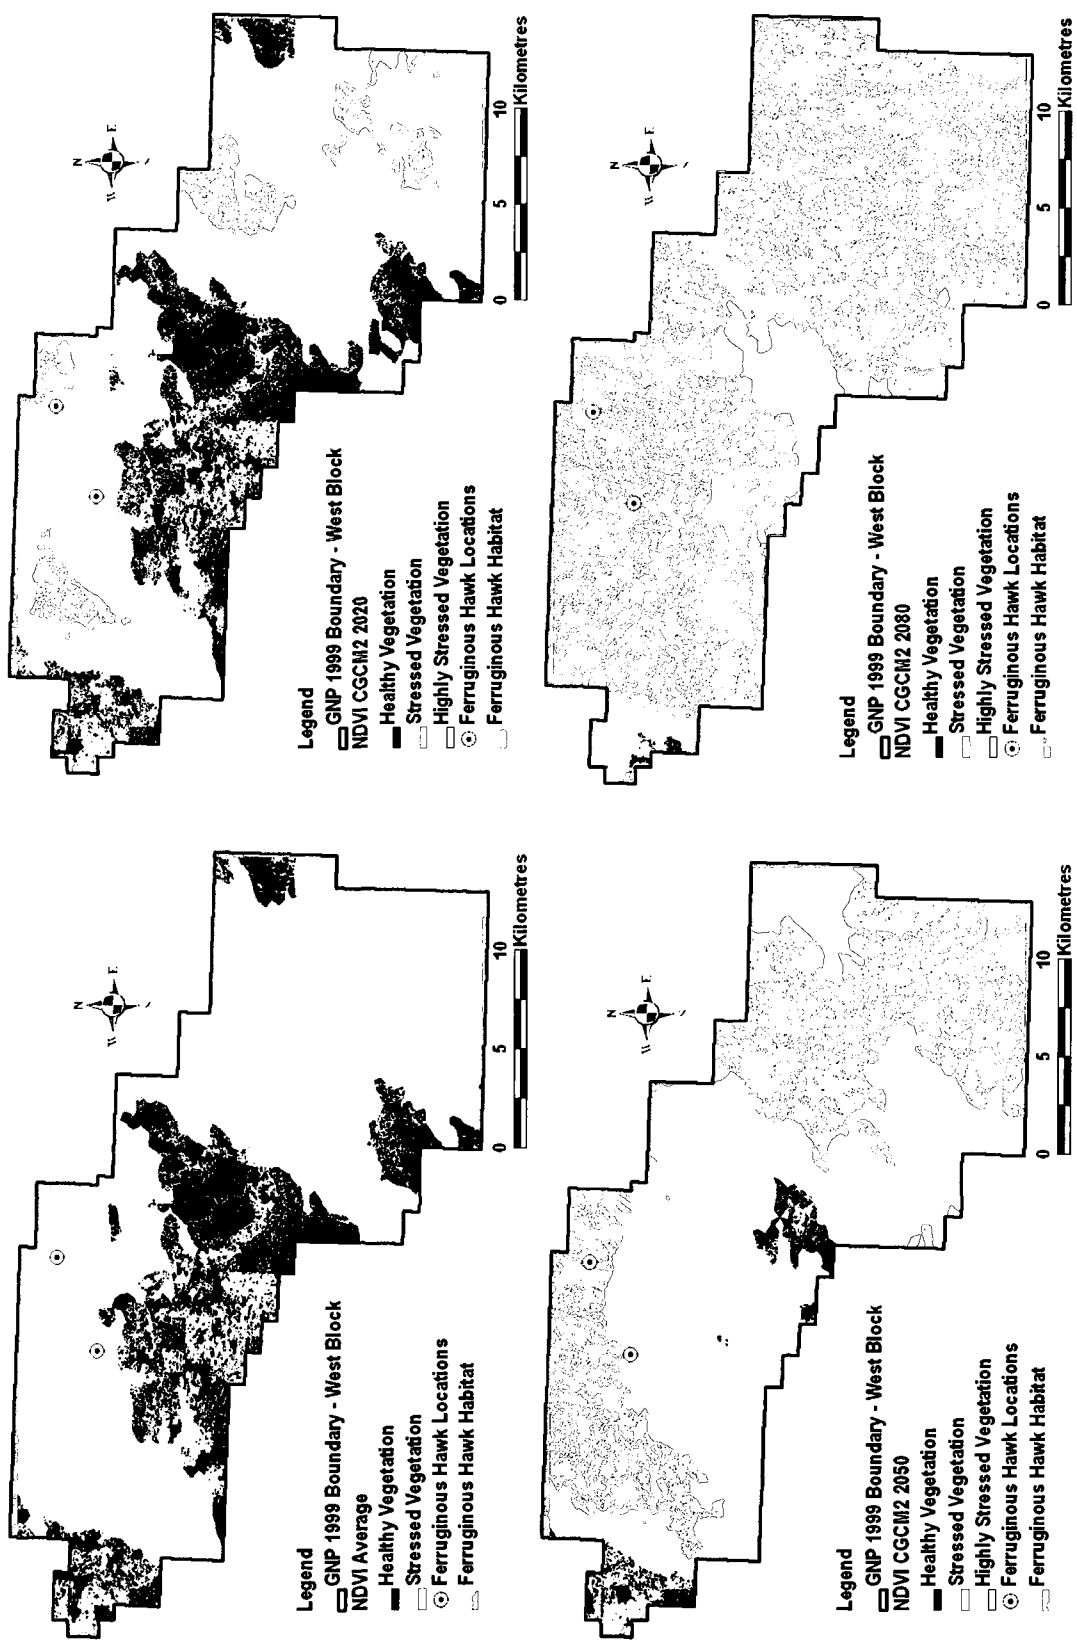 N
W E
Legend
GNP 1999 Boundary - West Block
NDVI Average
Healthy Vegetation
Stressed Vegetation
Ferruginous Hawk Locations
Ferruginous Hawk Habitat
0 5 10
Kilometres
N
W E
Legend
GNP 1999 Boundary - West Block
NDVI CGCM2 2020
Healthy Vegetation
Stressed Vegetation
Highly Stressed Vegetation
Ferruginous Hawk Locations
Ferruginous Hawk Habitat
0 5 10
Kilometres
N
W E
Legend
GNP 1999 Boundary - West Block
NDVI CGCM2 2050
Healthy Vegetation
Stressed Vegetation
Highly Stressed Vegetation
Ferruginous Hawk Locations
Ferruginous Hawk Habitat
0 5 10
Kilometres
N
W E
Legend
GNP 1999 Boundary - West Block
NDVI CGCM2 2080
Healthy Vegetation
Stressed Vegetation
Highly Stressed Vegetation
Ferruginous Hawk Locations
Ferruginous Hawk Habitat
0 5 10
Kilometres